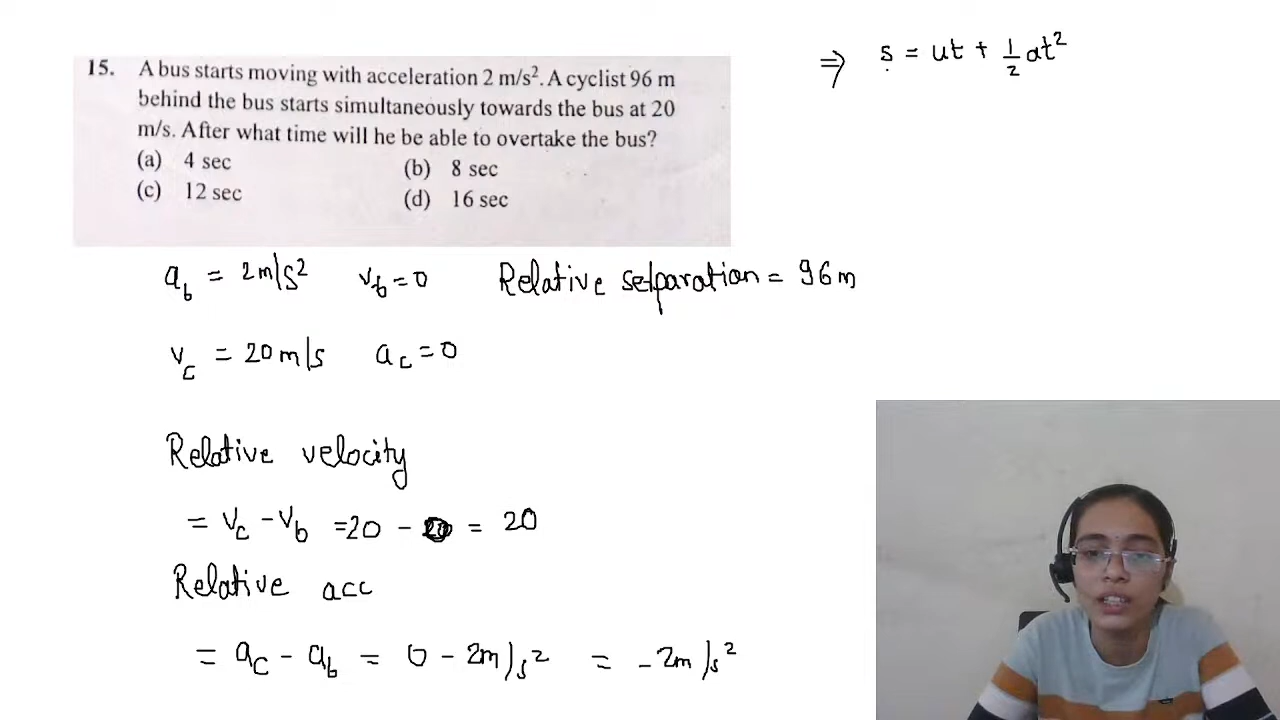 15. A bus starts moving with acceleration 2 m/s². A cyclist 96 m
behind the bus starts simultaneously towards the bus at 20
m/s. After what time will he be able to overtake the bus?
(a) 4 sec (b) 8 sec
(c) 12 sec (d) 16 sec
⇒ s = ut + 1/2 at²
a_b = 2m/s² v_b = 0 Relative separation = 96m
v_c = 20m/s a_c = 0
Relative velocity
= v_c - v_b = 20 - = 20
Relative acc
= a_c - a_b = 0 - 2m/s² = -2m/s²